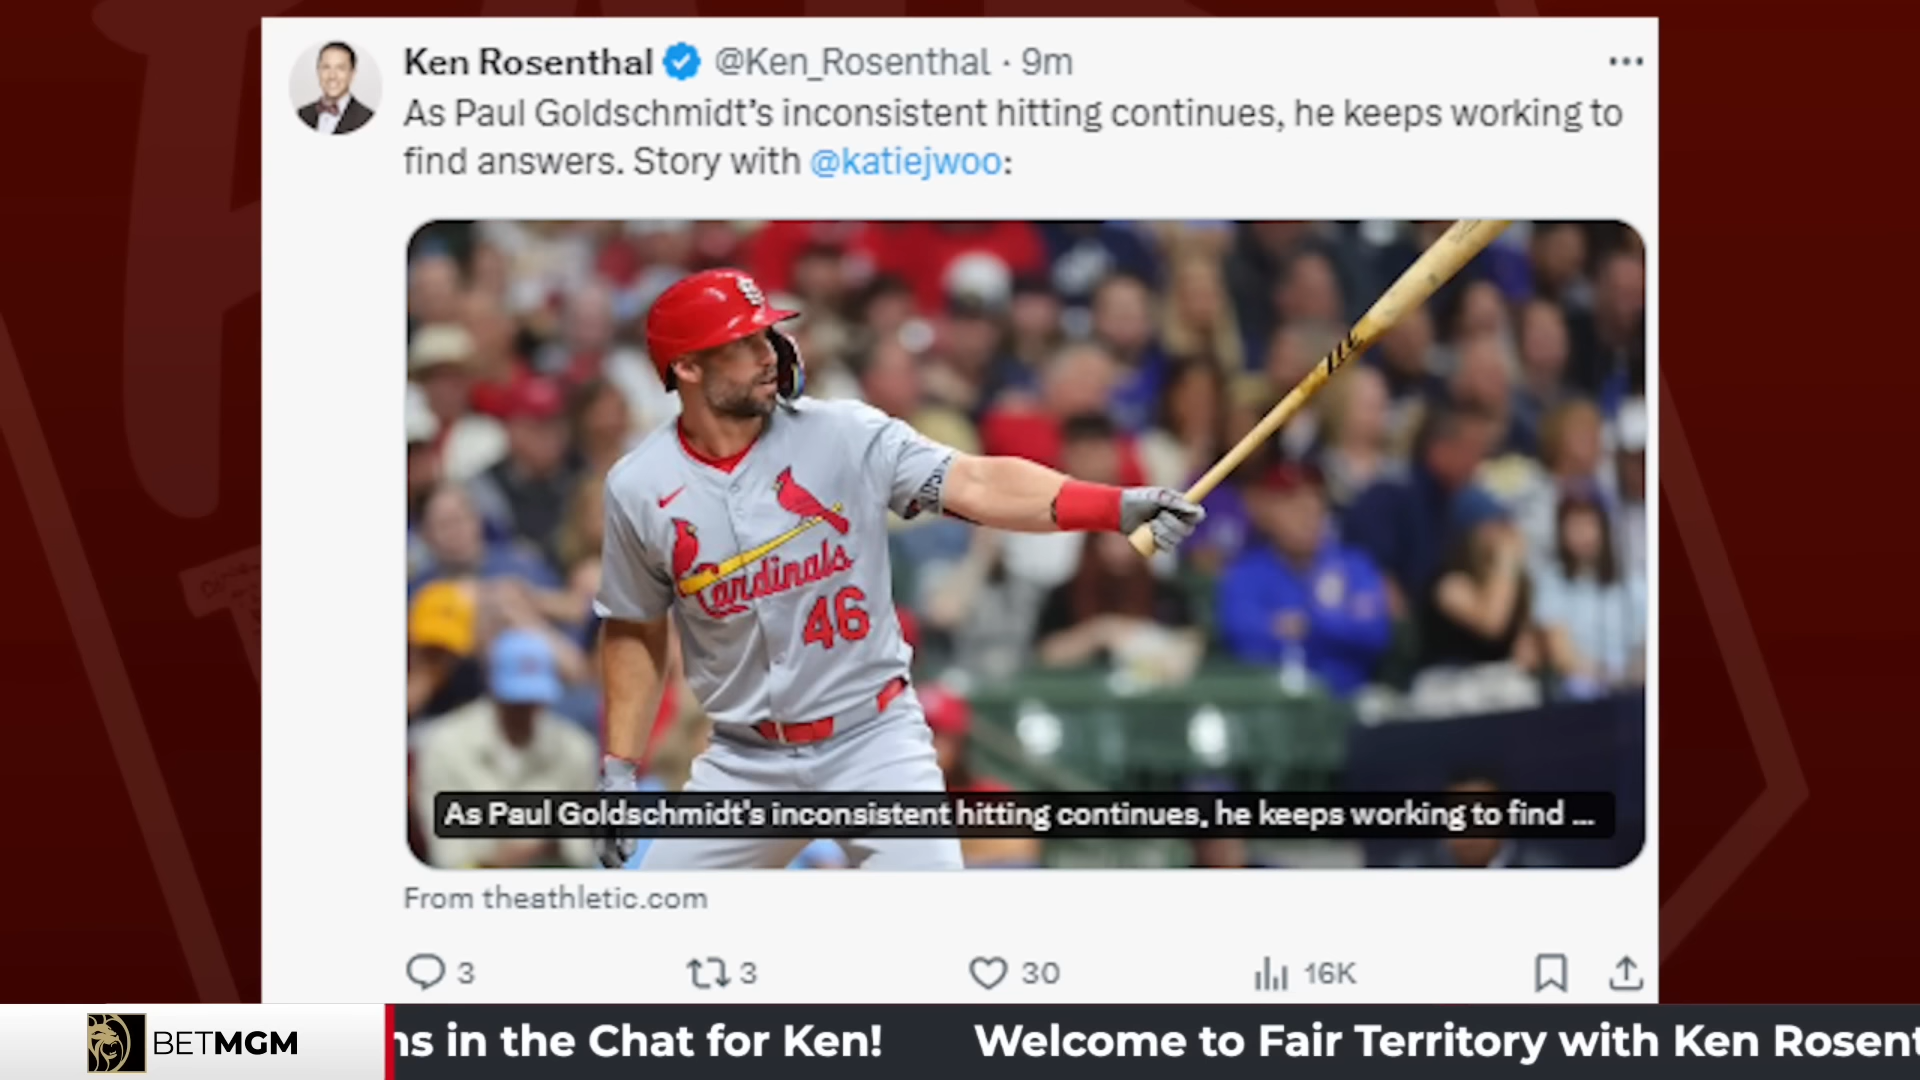 Ken Rosenthal @Ken_Rosenthal · 9m
As Paul Goldschmidt's inconsistent hitting continues, he keeps working to
find answers. Story with @katiejwoo:
Cardinals
46
As Paul Goldschmidt's inconsistent hitting continues, he keeps working to find ...
From theathletic.com
3 3 30 16K
BETMGM
ns in the Chat for Ken! Welcome to Fair Territory with Ken Rosent